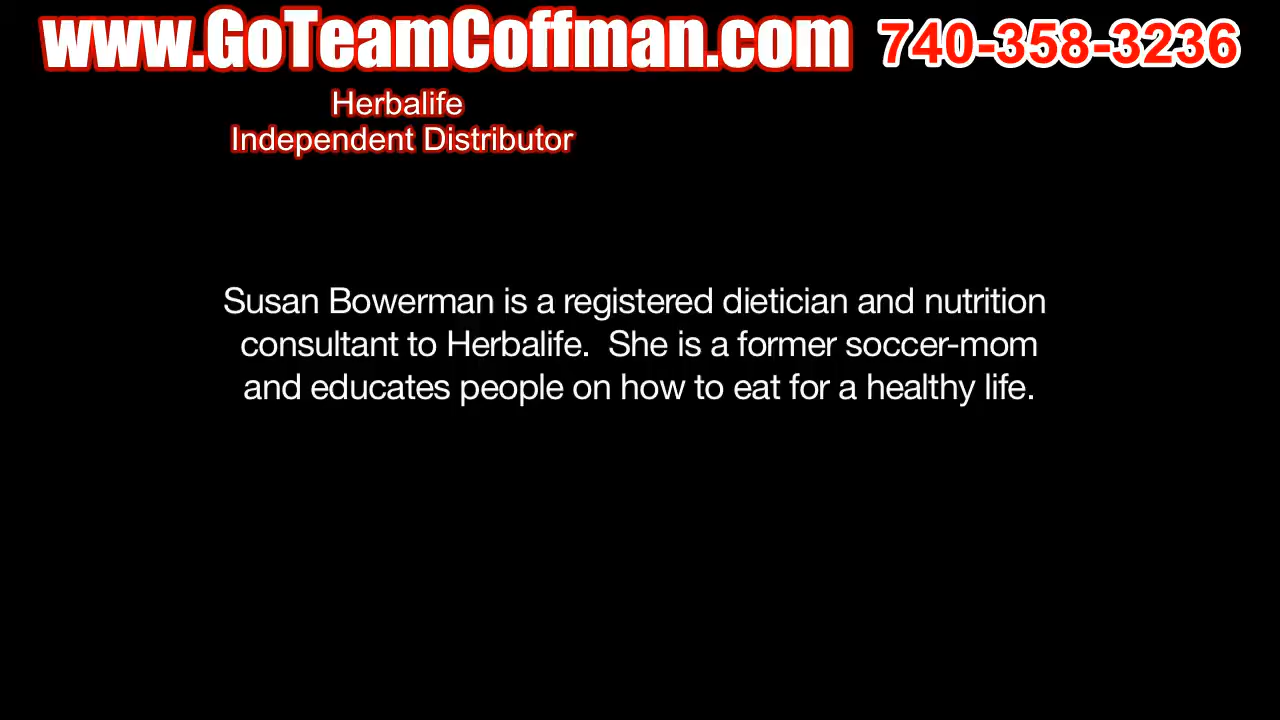 www.GoTeamCoffman.com 740-358-3236
Herbalife
Independent Distributor
Susan Bowerman is a registered dietician and nutrition
consultant to Herbalife.  She is a former soccer-mom
and educates people on how to eat for a healthy life.